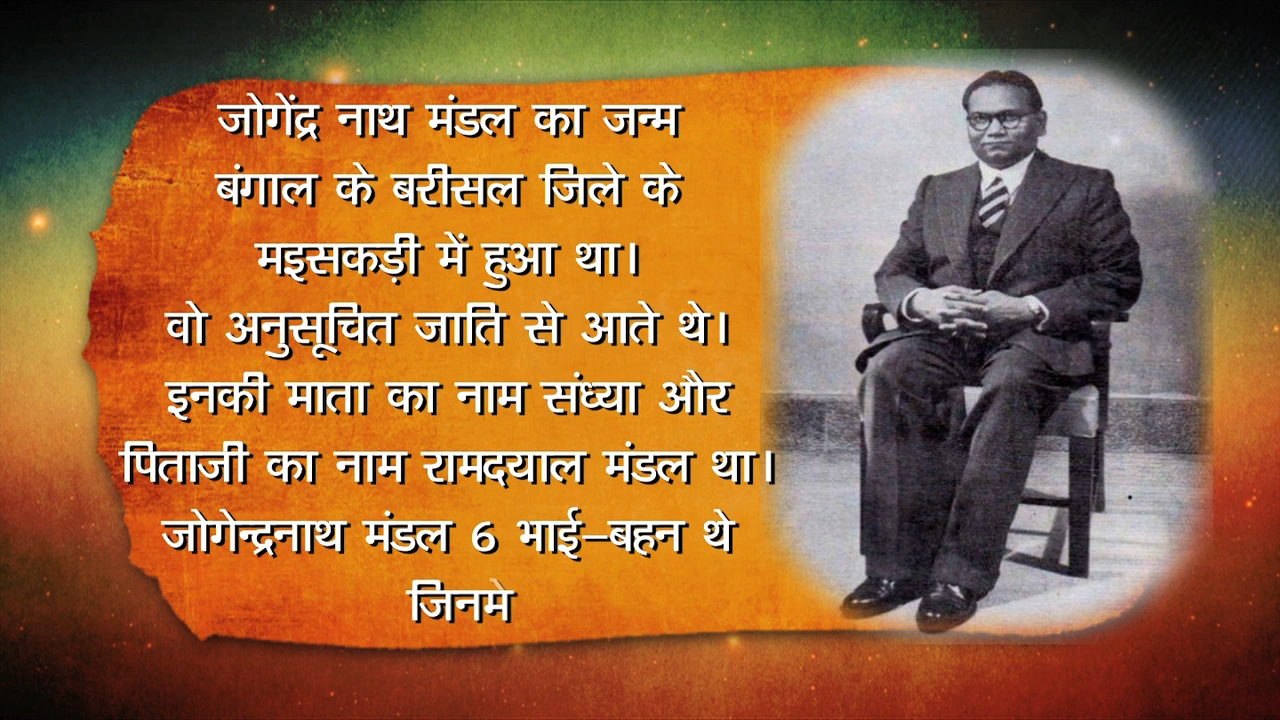 जोगेंद्र नाथ मंडल का जन्म
बंगाल के बरीसल जिले के
मइसकड़ी में हुआ था।
वो अनुसूचित जाति से आते थे।
इनकी माता का नाम संध्या और
पिताजी का नाम रामदयाल मंडल था।
जोगेन्द्रनाथ मंडल 6 भाई–बहन थे
जिनमे